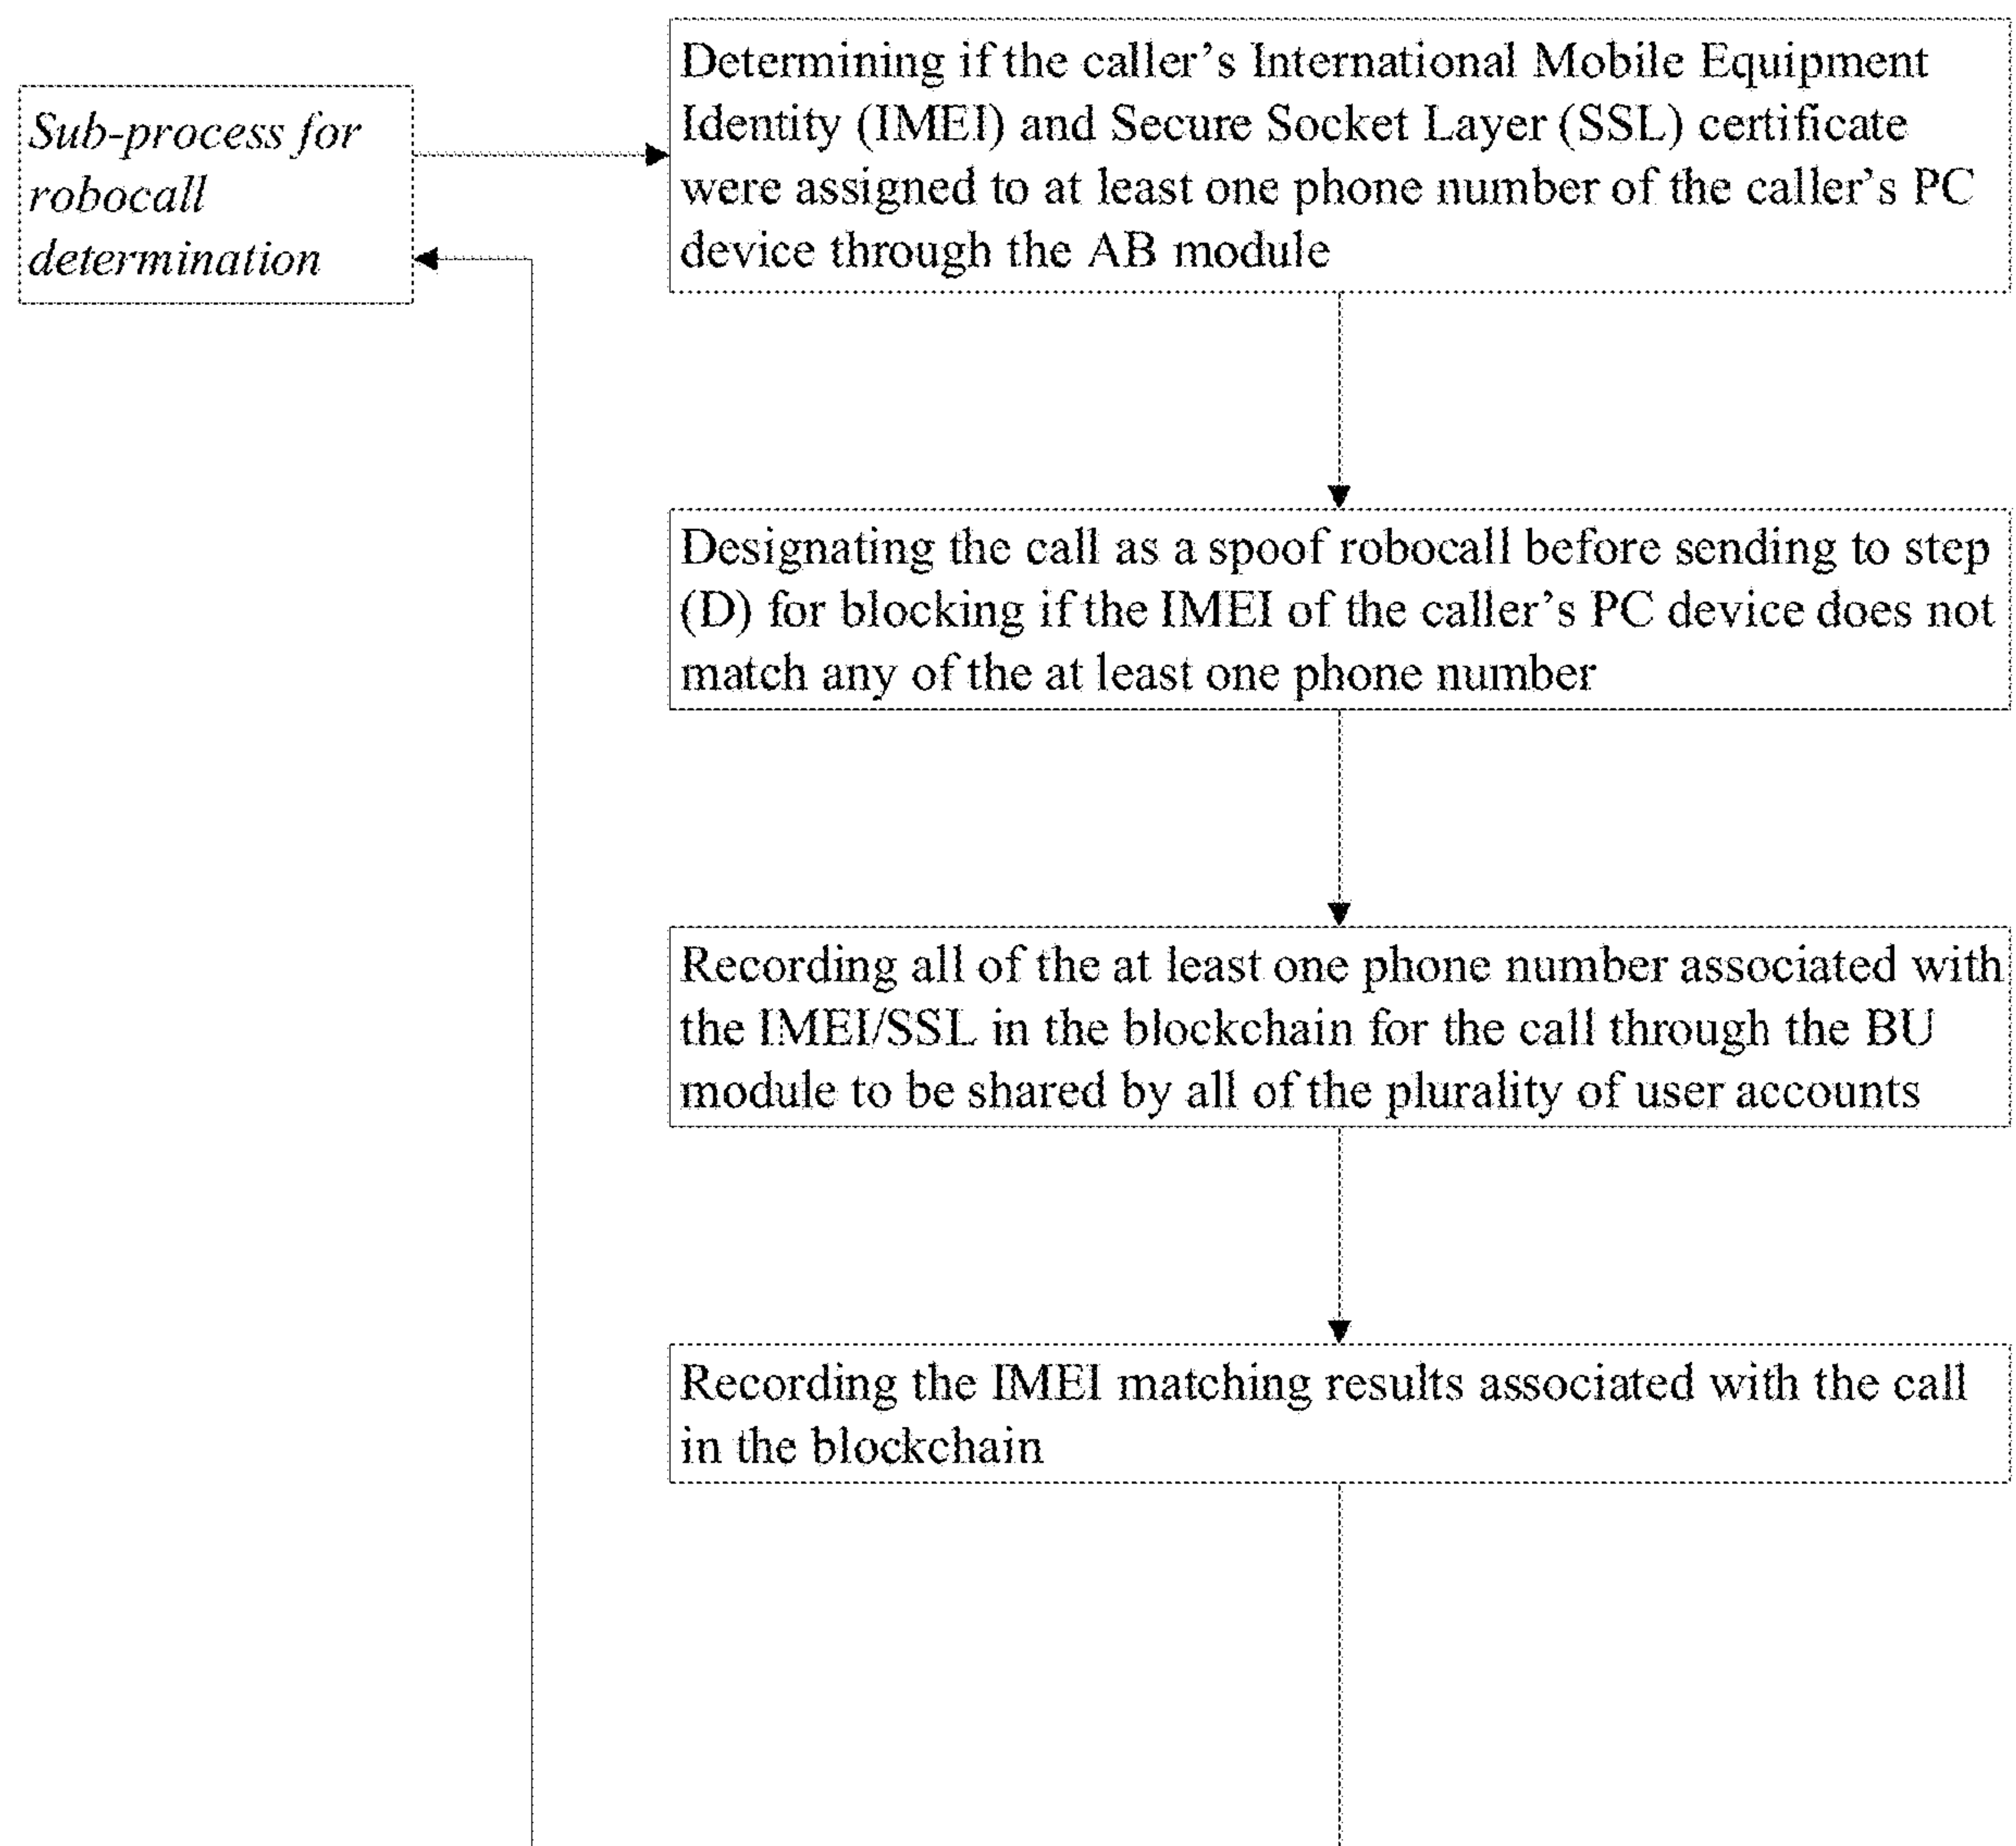 Sub-process for
robocall
determination
Determining if the caller's International Mobile Equipment
Identity (IMEI) and Secure Socket Layer (SSL) certificate
were assigned to at least one phone number of the caller's PC
device through the AB module
Designating the call as a spoof robocall before sending to step
(D) for blocking if the IMEI of the caller's PC device does not
match any of the at least one phone number
Recording all of the at least one phone number associated with
the IMEI/SSL in the blockchain for the call through the BU
module to be shared by all of the plurality of user accounts
Recording the IMEI matching results associated with the call
in the blockchain